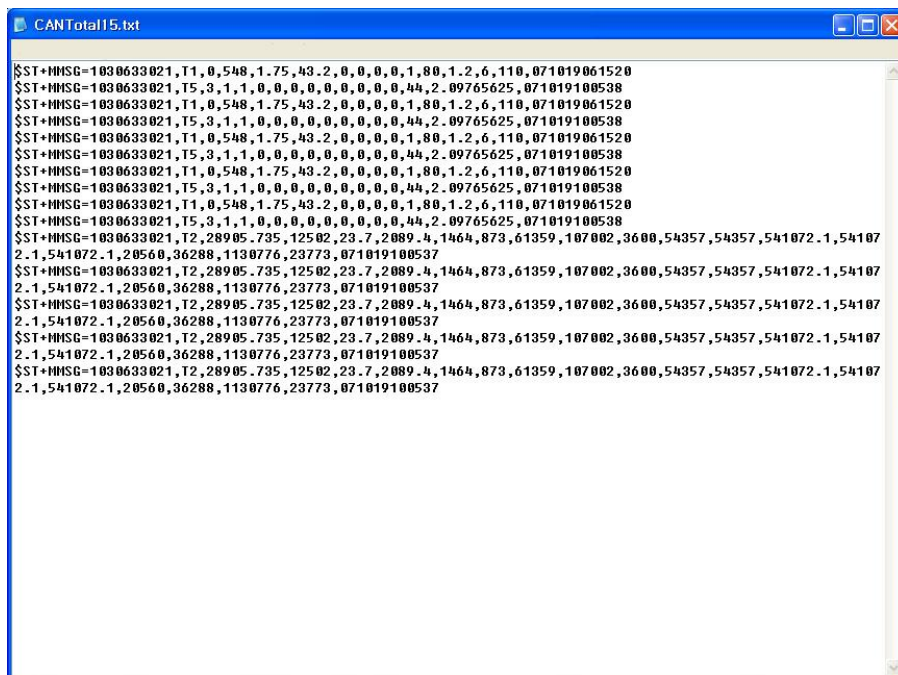 CANTotal15.txt
$ST+MMSG=1030633021,T1,0,548,1.75,43.2,0,0,0,0,1,80,1.2,6,110,071019061520
$ST+MMSG=1030633021,T5,3,1,1,0,0,0,0,0,0,0,0,0,44,2.09765625,071019100538
$ST+MMSG=1030633021,T1,0,548,1.75,43.2,0,0,0,0,1,80,1.2,6,110,071019061520
$ST+MMSG=1030633021,T5,3,1,1,0,0,0,0,0,0,0,0,0,44,2.09765625,071019100538
$ST+MMSG=1030633021,T1,0,548,1.75,43.2,0,0,0,0,1,80,1.2,6,110,071019061520
$ST+MMSG=1030633021,T5,3,1,1,0,0,0,0,0,0,0,0,0,44,2.09765625,071019100538
$ST+MMSG=1030633021,T1,0,548,1.75,43.2,0,0,0,0,1,80,1.2,6,110,071019061520
$ST+MMSG=1030633021,T5,3,1,1,0,0,0,0,0,0,0,0,0,44,2.09765625,071019100538
$ST+MMSG=1030633021,T1,0,548,1.75,43.2,0,0,0,0,1,80,1.2,6,110,071019061520
$ST+MMSG=1030633021,T5,3,1,1,0,0,0,0,0,0,0,0,0,44,2.09765625,071019100538
$ST+MMSG=1030633021,T2,28905.735,12502,23.7,2089.4,1464,873,61359,107002,3600,54357,54357,541072.1,54107
2.1,541072.1,20560,36288,1130776,23773,071019100537
$ST+MMSG=1030633021,T2,28905.735,12502,23.7,2089.4,1464,873,61359,107002,3600,54357,54357,541072.1,54107
2.1,541072.1,20560,36288,1130776,23773,071019100537
$ST+MMSG=1030633021,T2,28905.735,12502,23.7,2089.4,1464,873,61359,107002,3600,54357,54357,541072.1,54107
2.1,541072.1,20560,36288,1130776,23773,071019100537
$ST+MMSG=1030633021,T2,28905.735,12502,23.7,2089.4,1464,873,61359,107002,3600,54357,54357,541072.1,54107
2.1,541072.1,20560,36288,1130776,23773,071019100537
$ST+MMSG=1030633021,T2,28905.735,12502,23.7,2089.4,1464,873,61359,107002,3600,54357,54357,541072.1,54107
2.1,541072.1,20560,36288,1130776,23773,071019100537